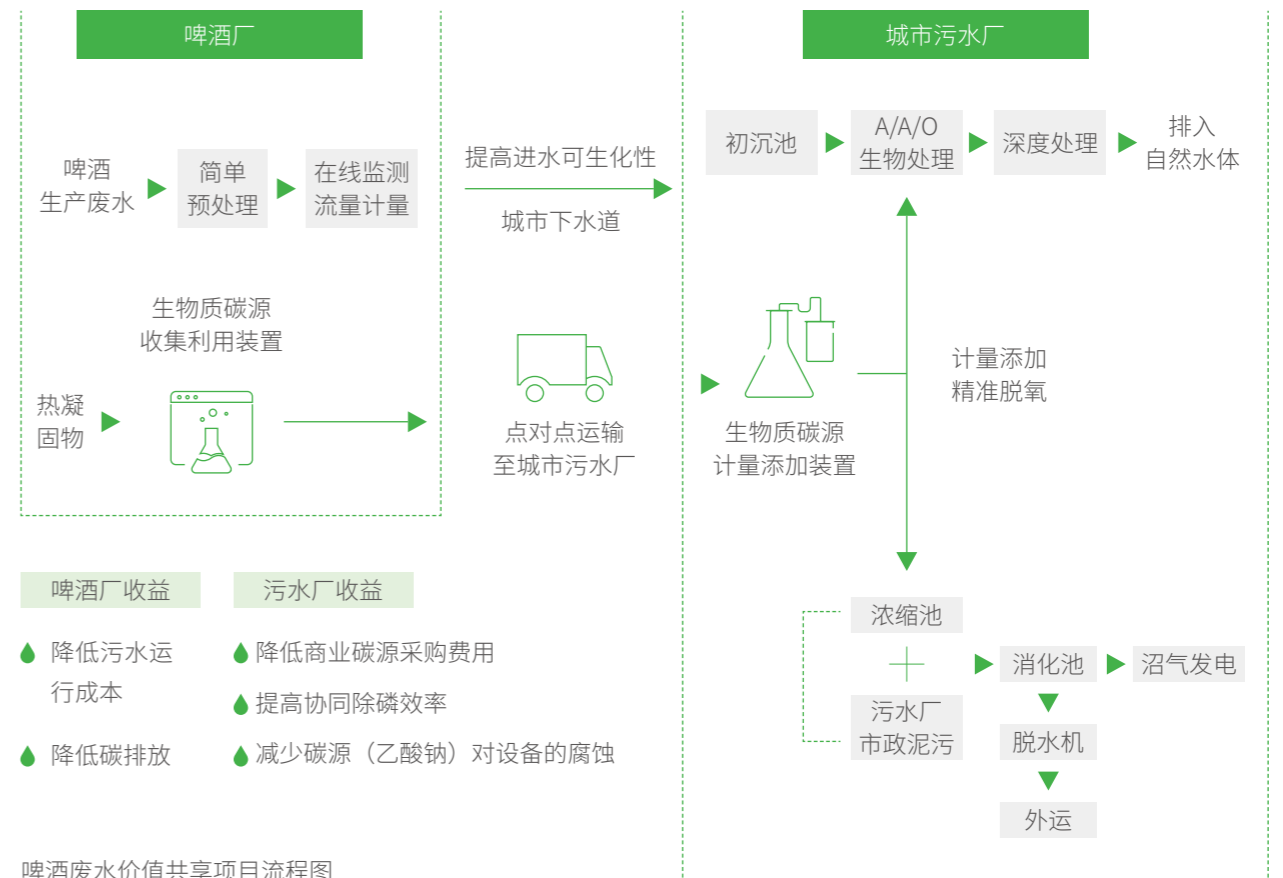 啤酒厂
啤酒
生产废水
简单
预处理
在线监测
流量计量
生物质碳源
收集利用装置
热凝
固物
提高进水可生化性
城市下水道
点对点运输
至城市污水厂
城市污水厂
初沉池
A/A/O
生物处理
深度处理
排入
自然水体
生物质碳源
计量添加装置
计量添加
精准脱氧
浓缩池
污水厂
市政泥污
消化池
沼气发电
脱水机
外运
啤酒厂收益
降低污水运
行成本
降低碳排放
污水厂收益
降低商业碳源采购费用
提高协同除磷效率
减少碳源（乙酸钠）对设备的腐蚀
啤酒废水价值共享项目流程图